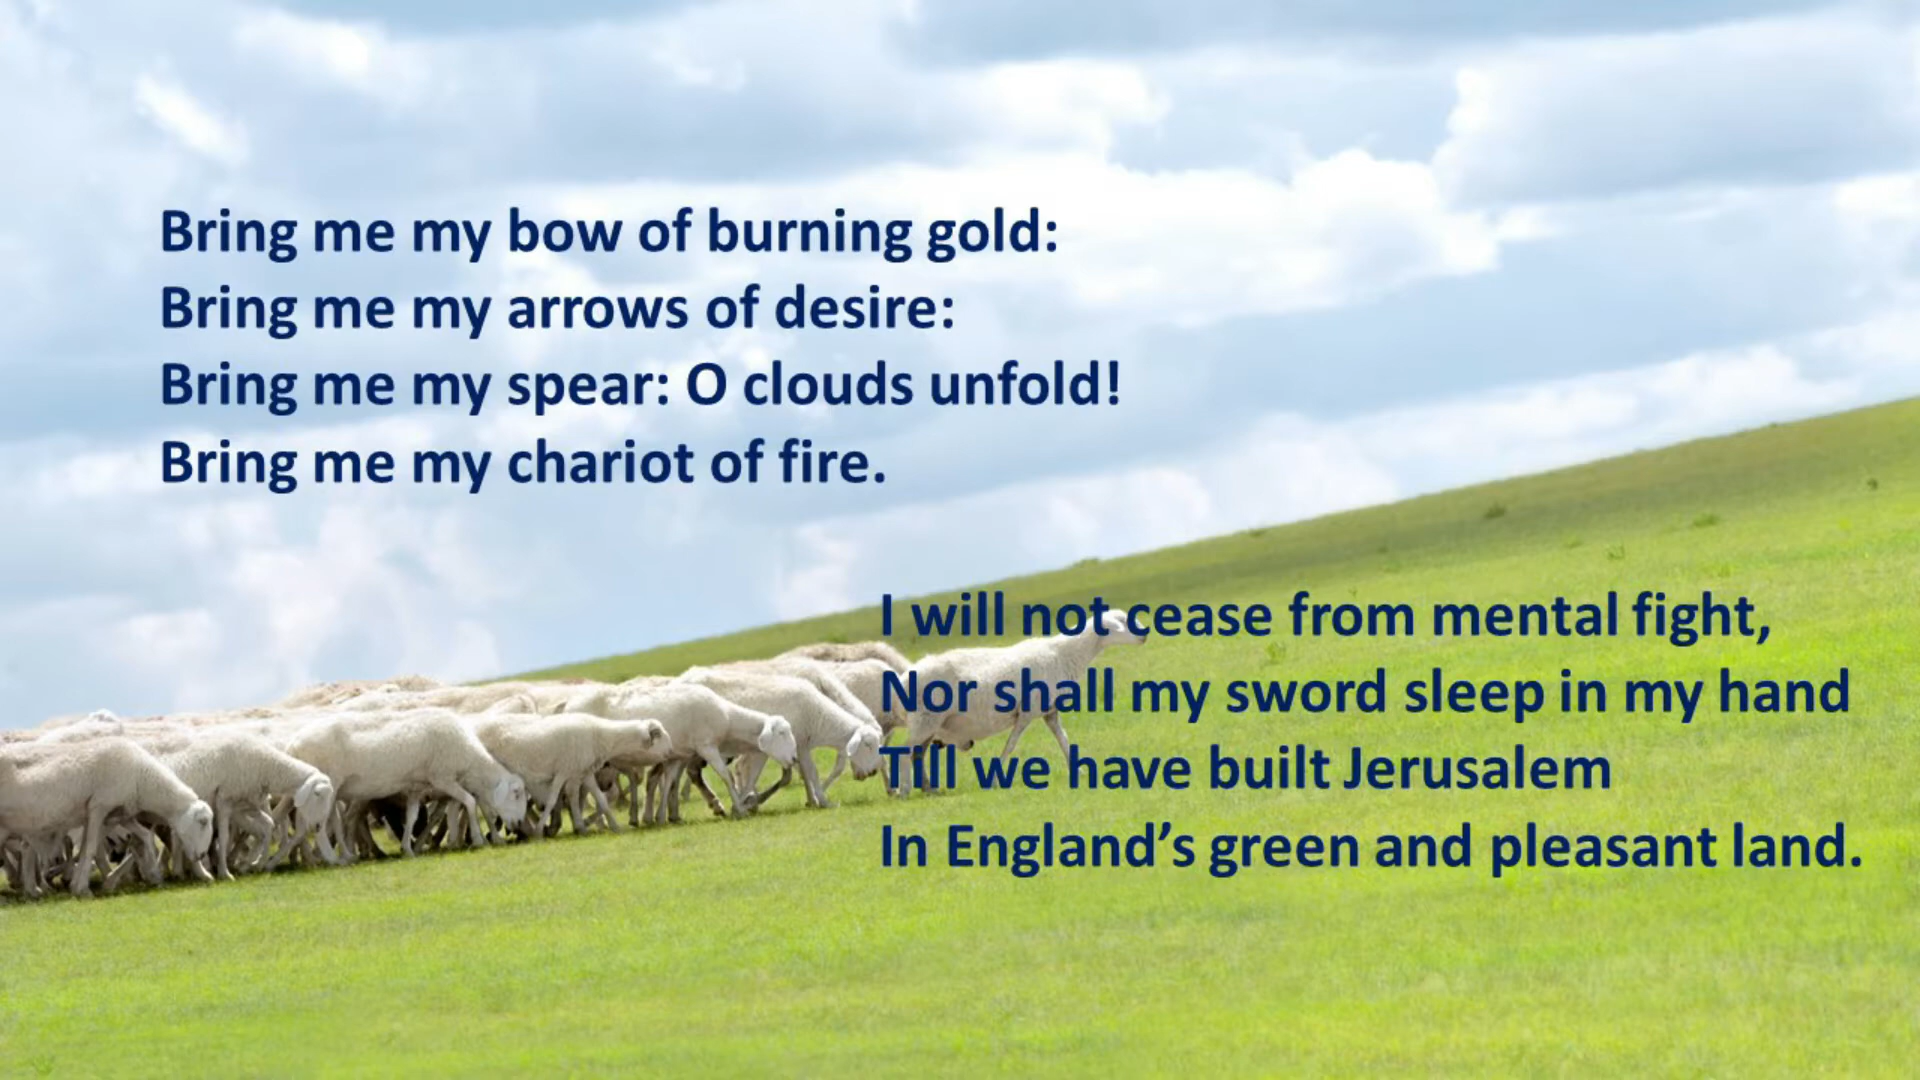 Bring me my bow of burning gold:
Bring me my arrows of desire:
Bring me my spear: O clouds unfold!
Bring me my chariot of fire.
I will not cease from mental fight,
Nor shall my sword sleep in my hand
Till we have built Jerusalem
In England’s green and pleasant land.